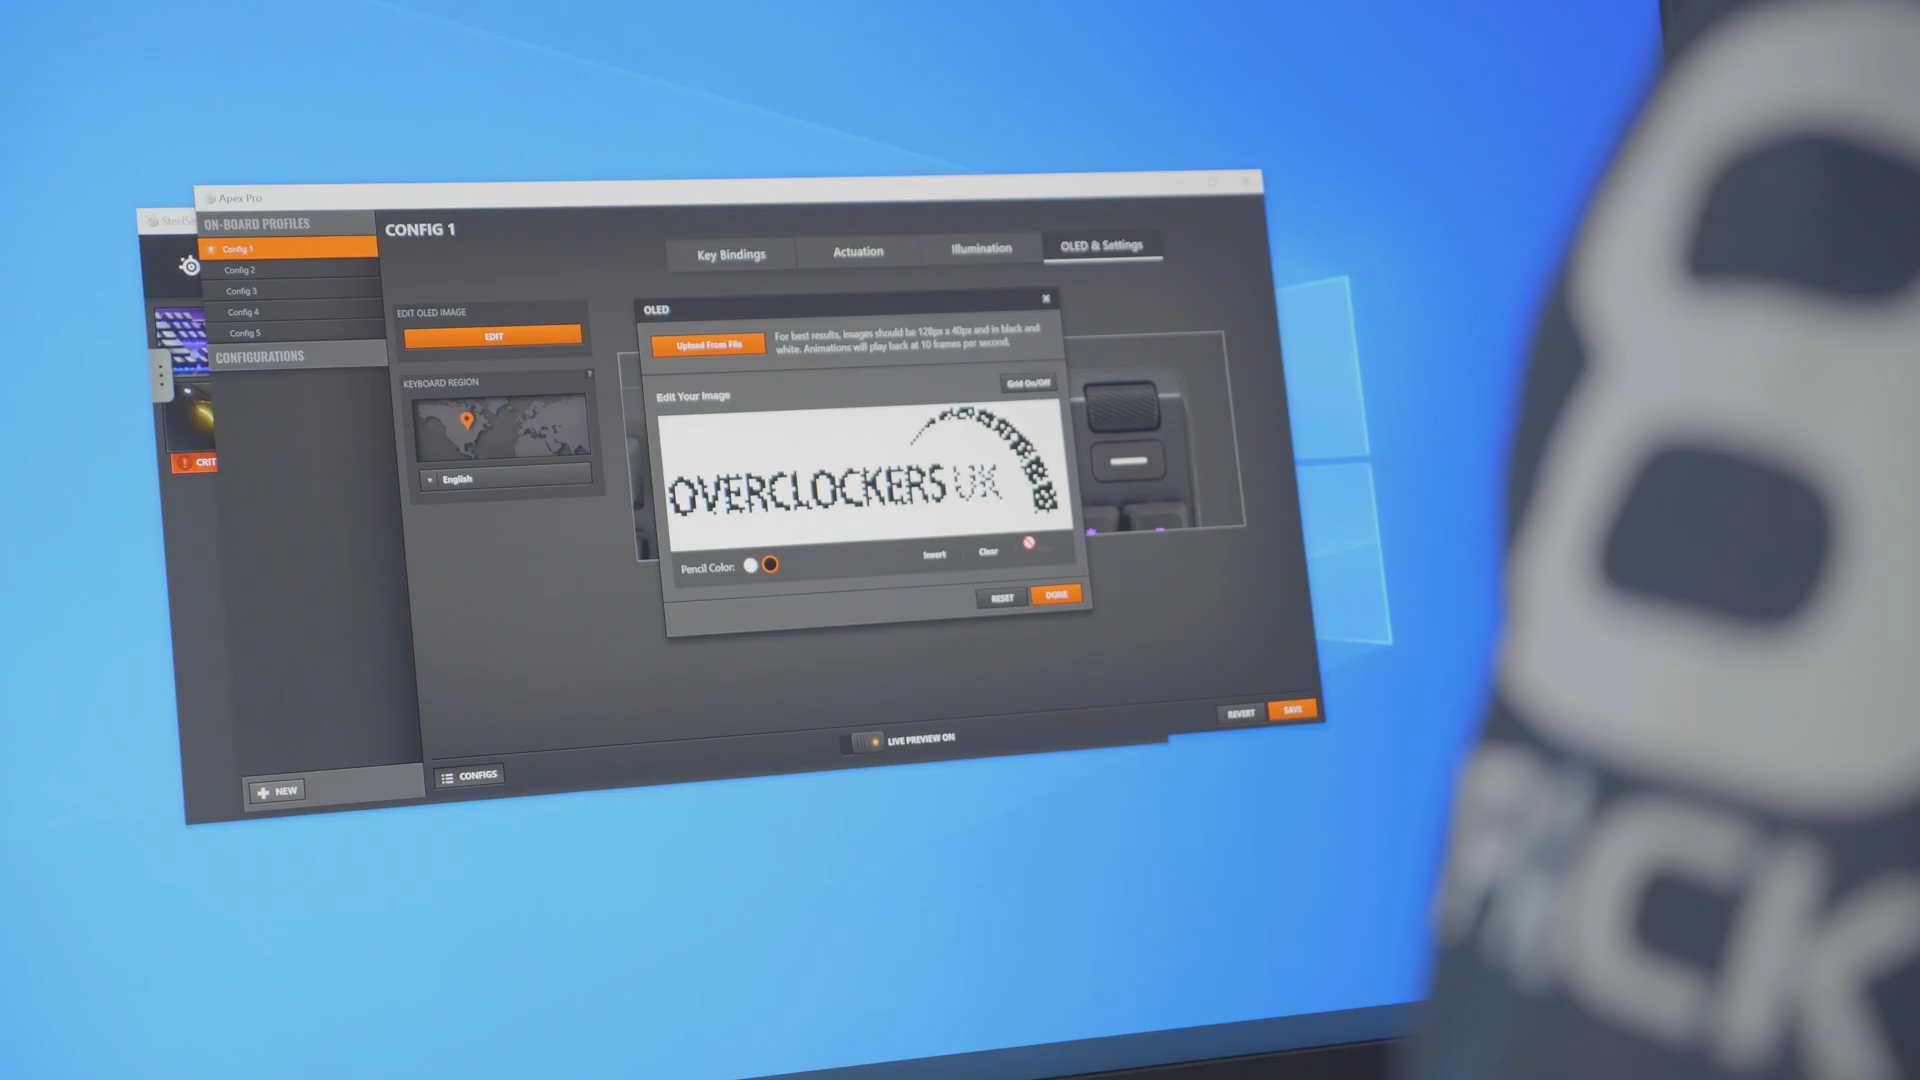 Apex Pro
SteelSe
ON-BOARD PROFILES
CONFIG 1
Config 1
Config 2
Config 3
Config 4
Config 5
CONFIGURATIONS
Key Bindings
Actuation
Illumination
OLED & Settings
EDIT OLED IMAGE
EDIT
KEYBOARD REGION
?
English
CRIT
OLED
Upload From File
For best results, images should be 128px x 40px and in black and
white. Animations will play back at 10 frames per second.
Edit Your Image
Grid On/Off
OVERCLOCKERS UK
Pencil Color:
Invert
Clear
RESET
DONE
REVERT
SAVE
LIVE PREVIEW ON
CONFIGS
NEW
CK